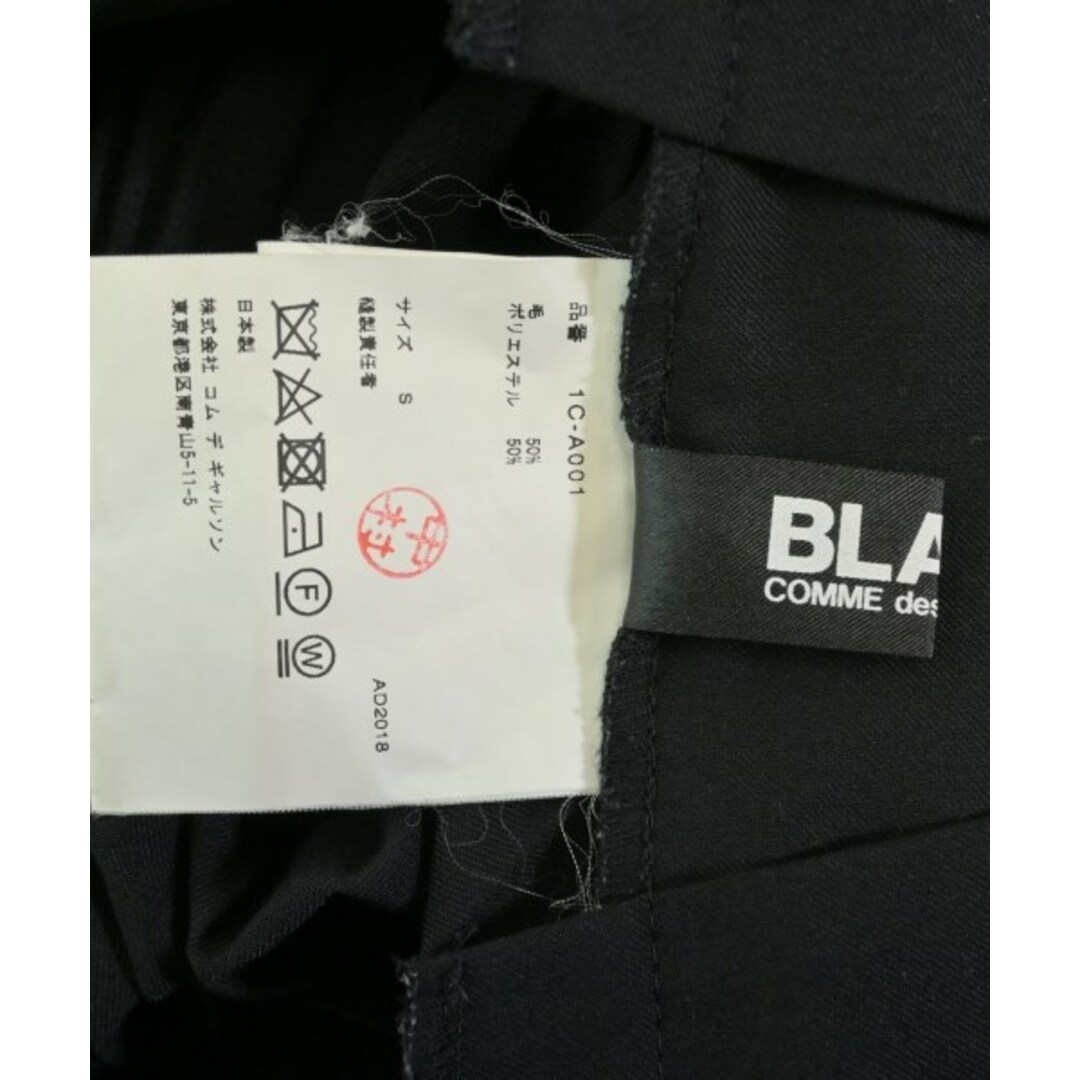 品番 1C-A001
毛 50%
ポリエステル 50%
サイズ S
縫製責任者
中村
AD2018
F
W
日本製
株式会社 コム デ ギャルソン
東京都港区南青山5-11-5
BLA
COMME des